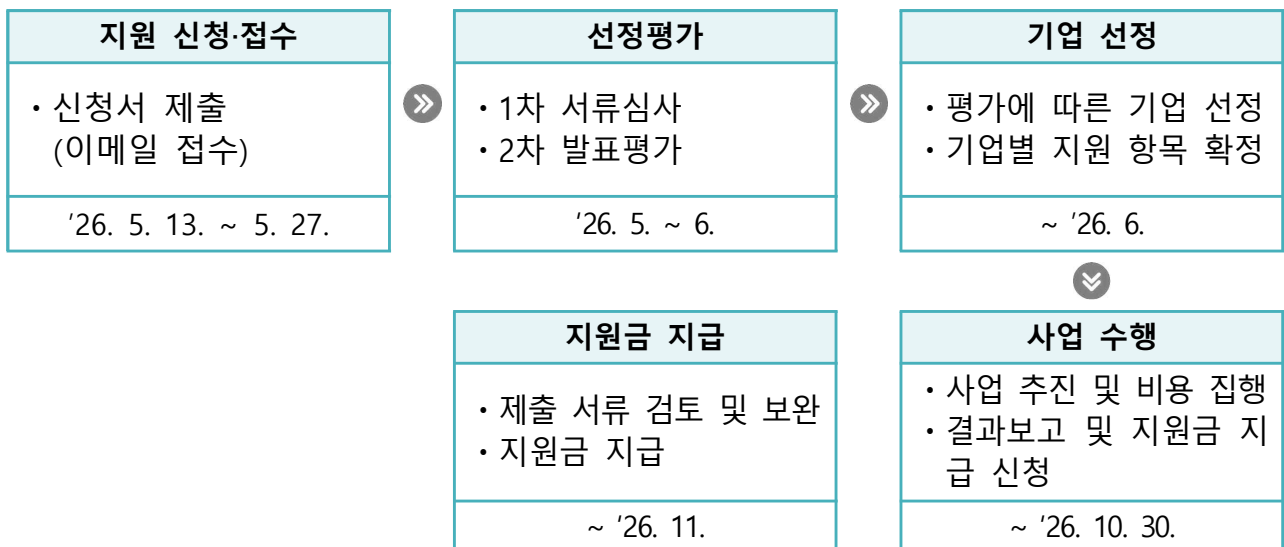 지원 신청·접수
・신청서 제출
(이메일 접수)
'26. 5. 13. ~ 5. 27.
선정평가
・1차 서류심사
・2차 발표평가
'26. 5. ~ 6.
기업 선정
・평가에 따른 기업 선정
・기업별 지원 항목 확정
~ '26. 6.
사업 수행
・사업 추진 및 비용 집행
・결과보고 및 지원금 지
급 신청
~ '26. 10. 30.
지원금 지급
・제출 서류 검토 및 보완
・지원금 지급
~ '26. 11.